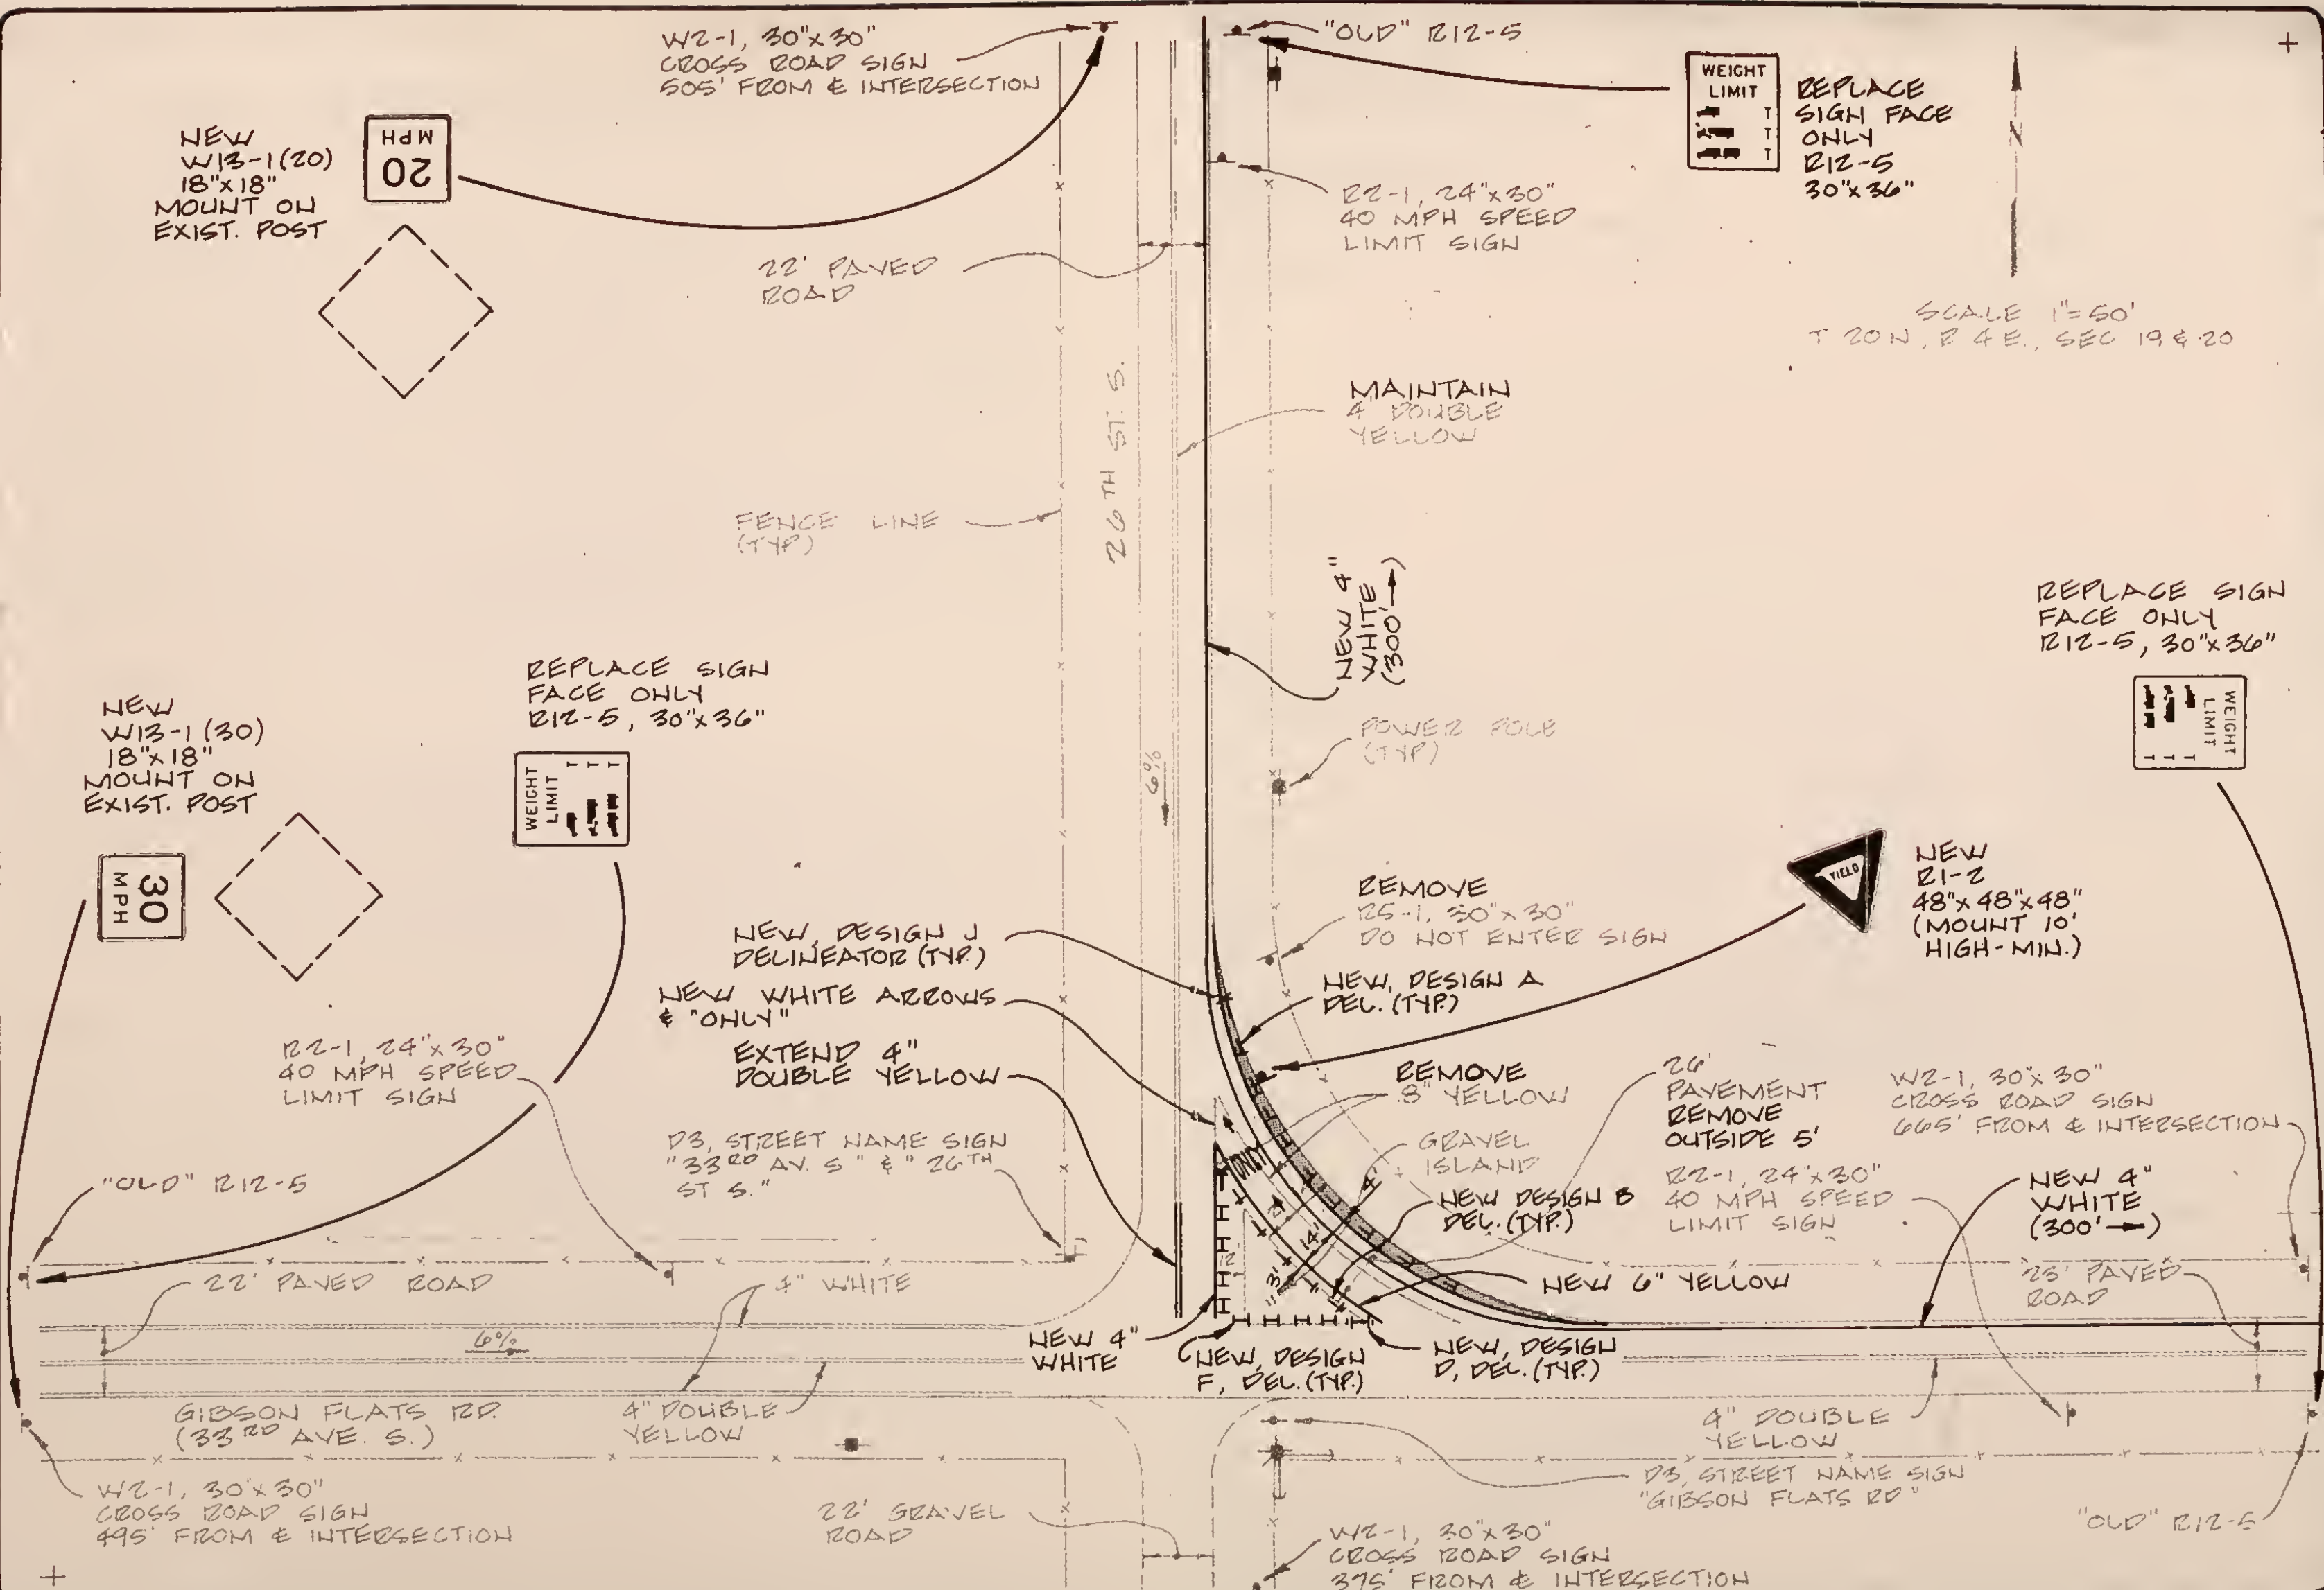 W2-1, 30"x30"
CROSS ROAD SIGN
505' FROM ℄ INTERSECTION
"OLD" R12-5
WEIGHT
LIMIT
T
T
T
REPLACE
SIGN FACE
ONLY
R12-5
30"x36"
N
NEW
W13-1(20)
18"x18"
MOUNT ON
EXIST. POST
20
MPH
R2-1, 24"x30"
40 MPH SPEED
LIMIT SIGN
22' PAVED
ROAD
SCALE 1"=50'
T 20 N, R 4 E., SEC 19 & 20
26TH ST. S.
MAINTAIN
4" DOUBLE
YELLOW
FENCE LINE
(TYP)
NEW 4"
WHITE
(300'→)
REPLACE SIGN
FACE ONLY
R12-5, 30"x36"
WEIGHT
LIMIT
T
T
T
REPLACE SIGN
FACE ONLY
R12-5, 30"x36"
WEIGHT
LIMIT
T
T
T
NEW
W13-1(30)
18"x18"
MOUNT ON
EXIST. POST
30
MPH
POWER POLE
(TYP)
6%
YIELD
NEW
R1-2
48"x48"x48"
(MOUNT 10'
HIGH-MIN.)
REMOVE
R5-1, 30"x30"
DO NOT ENTER SIGN
NEW, DESIGN J
DELINEATOR (TYP.)
NEW, DESIGN A
DEL. (TYP.)
NEW WHITE ARROWS
& "ONLY"
EXTEND 4"
DOUBLE YELLOW
R2-1, 24"x30"
40 MPH SPEED
LIMIT SIGN
REMOVE
8" YELLOW
26'
PAVEMENT
REMOVE
OUTSIDE 5'
W2-1, 30"x30"
CROSS ROAD SIGN
665' FROM ℄ INTERSECTION
D3, STREET NAME SIGN
"33RD AV. S" & "26TH
ST S."
GRAVEL
ISLAND
ONLY
R2-1, 24"x30"
40 MPH SPEED
LIMIT SIGN
NEW 4"
WHITE
(300'→)
"OLD" R12-5
NEW DESIGN B
DEL. (TYP.)
12'
14'
22' PAVED ROAD
4" WHITE
NEW 6" YELLOW
23' PAVED
ROAD
6%
NEW 4"
WHITE
NEW, DESIGN
F, DEL. (TYP.)
NEW, DESIGN
D, DEL. (TYP.)
GIBSON FLATS RD.
(33RD AVE. S.)
4" DOUBLE
YELLOW
4" DOUBLE
YELLOW
W2-1, 30"x30"
CROSS ROAD SIGN
495' FROM ℄ INTERSECTION
22' GRAVEL
ROAD
D3, STREET NAME SIGN
"GIBSON FLATS RD"
"OLD" R12-5
W2-1, 30"x30"
CROSS ROAD SIGN
375' FROM ℄ INTERSECTION